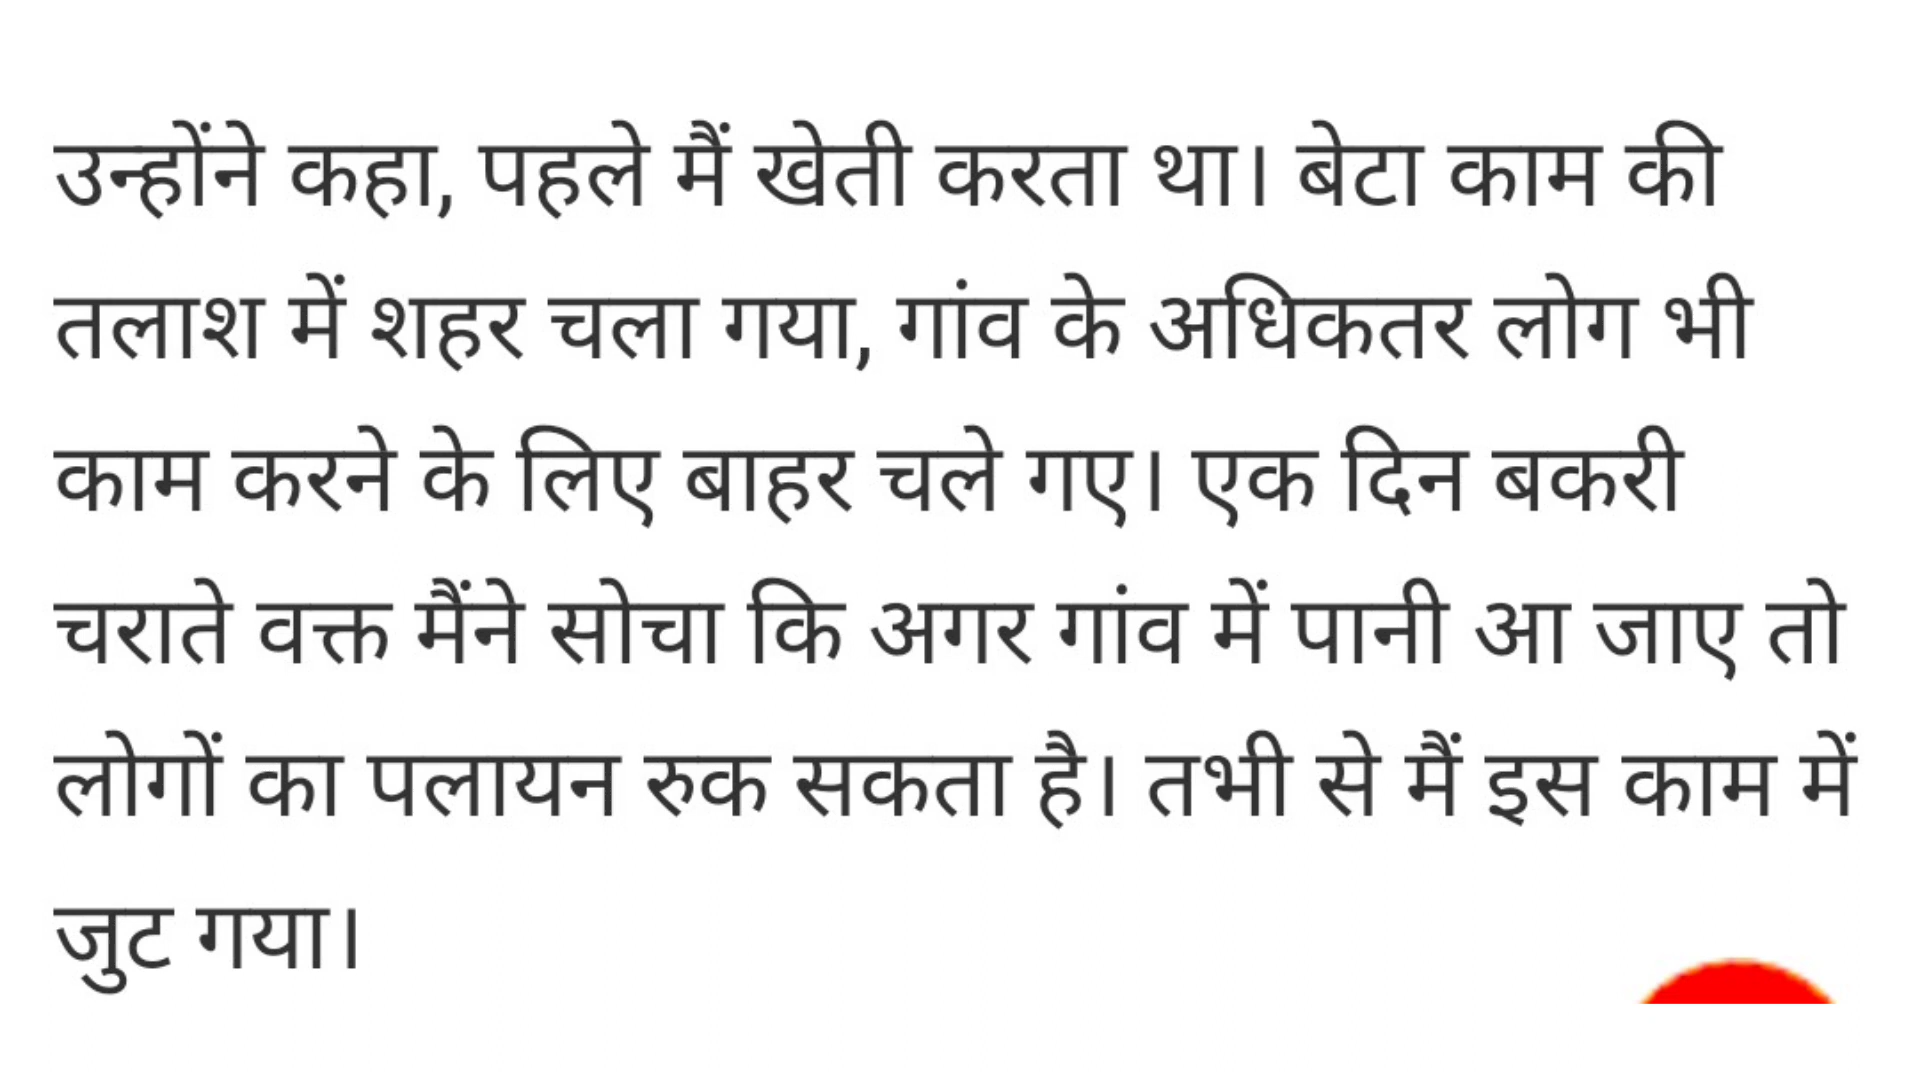 उन्होंने कहा, पहले मैं खेती करता था। बेटा काम की
तलाश में शहर चला गया, गांव के अधिकतर लोग भी
काम करने के लिए बाहर चले गए। एक दिन बकरी
चराते वक्त मैंने सोचा कि अगर गांव में पानी आ जाए तो
लोगों का पलायन रुक सकता है। तभी से मैं इस काम में
जुट गया।